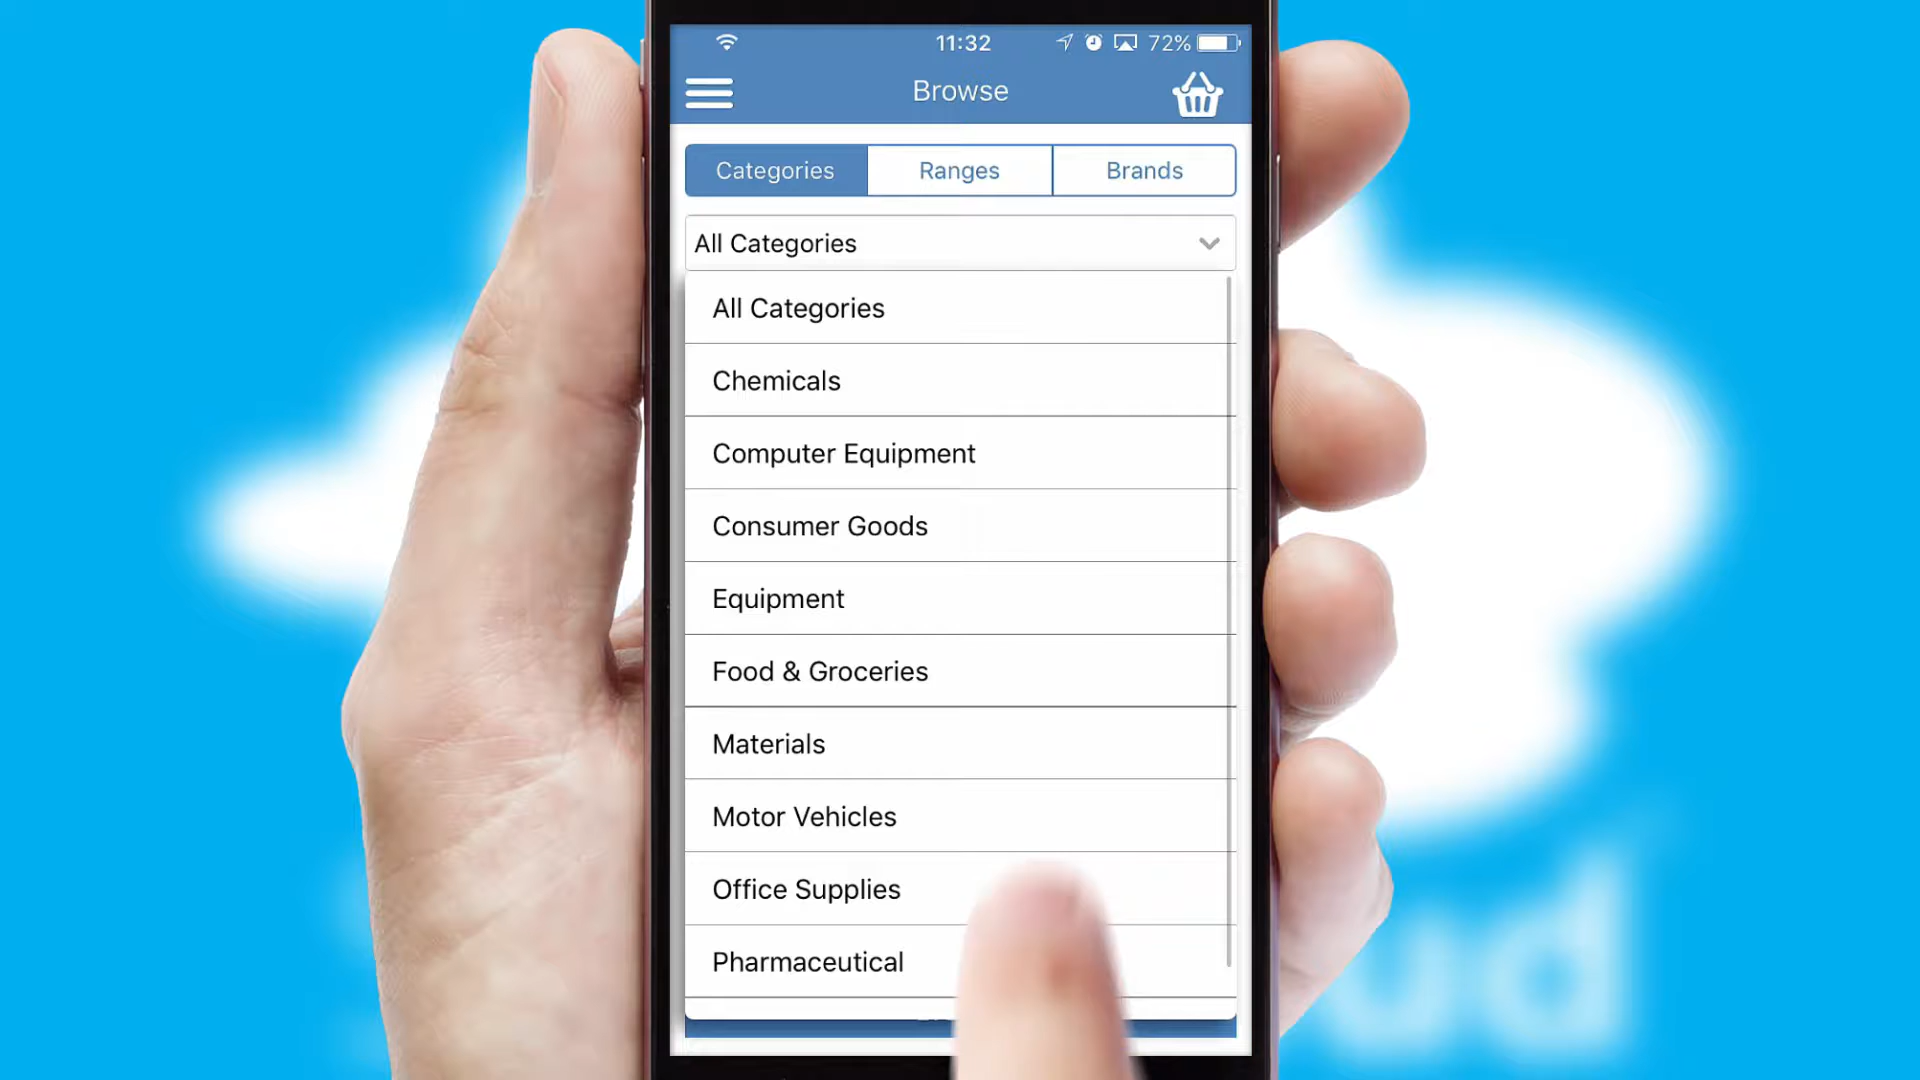 11:32
72%
Browse
Categories
Ranges
Brands
All Categories
All Categories
Chemicals
Computer Equipment
Consumer Goods
Equipment
Food & Groceries
Materials
Motor Vehicles
Office Supplies
Pharmaceutical